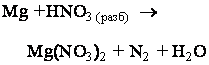 Mg +HNO₃ (разб) →
Mg(NO₃)₂ + N₂ + H₂O